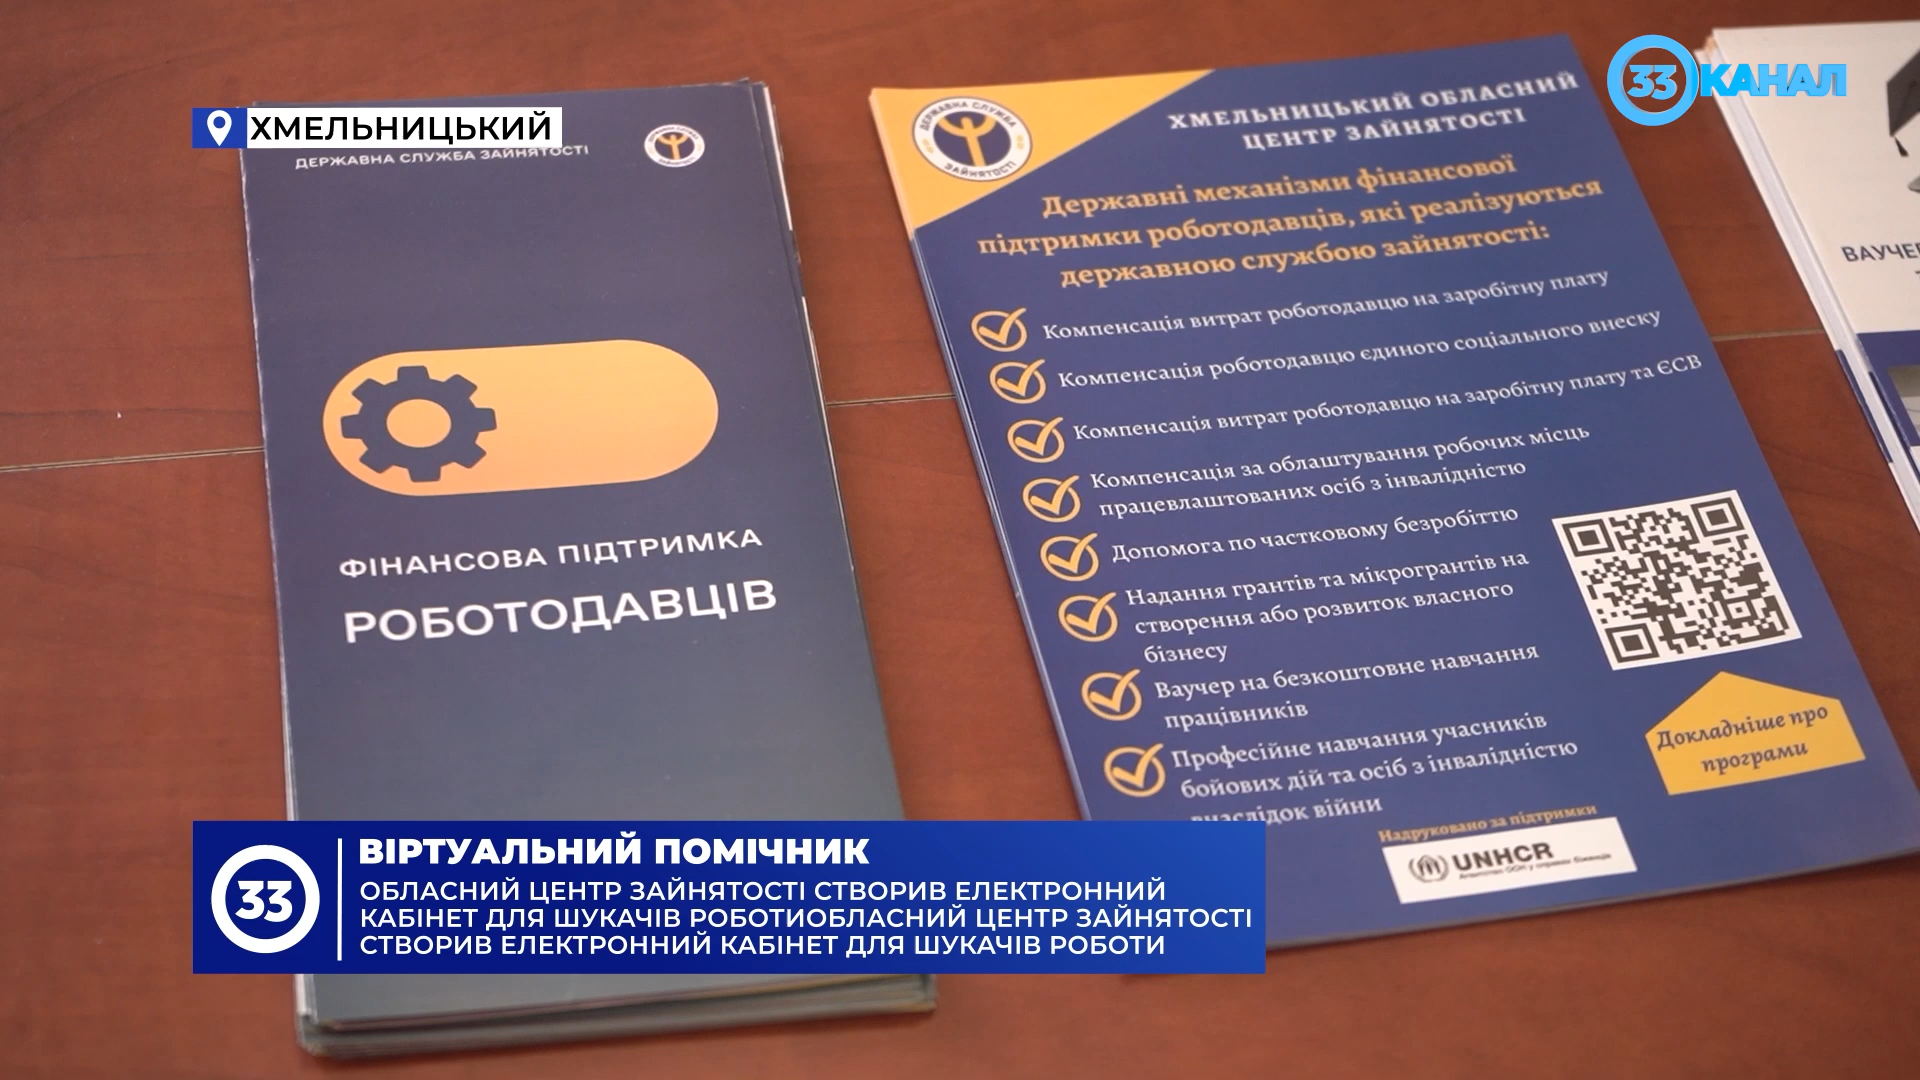 ХМЕЛЬНИЦЬКИЙ
33 КАНАЛ
ДЕРЖАВНА СЛУЖБА ЗАЙНЯТОСТІ
ФІНАНСОВА ПІДТРИМКА
РОБОТОДАВЦІВ
ДЕРЖАВНА СЛУЖБА
ЗАЙНЯТОСТІ
ХМЕЛЬНИЦЬКИЙ ОБЛАСНИЙ
ЦЕНТР ЗАЙНЯТОСТІ
Державні механізми фінансової
підтримки роботодавців, які реалізуються
державною службою зайнятості:
Компенсація витрат роботодавцю на заробітну плату
Компенсація роботодавцю єдиного соціального внеску
Компенсація витрат роботодавцю на заробітну плату та ЄСВ
Компенсація за облаштування робочих місць
працевлаштованих осіб з інвалідністю
Допомога по частковому безробіттю
Надання грантів та мікрогрантів на
створення або розвиток власного
бізнесу
Ваучер на безкоштовне навчання
працівників
Професійне навчання учасників
бойових дій та осіб з інвалідністю
внаслідок війни
Докладніше про
програми
Надруковано за підтримки
UNHCR
Агентство ООН у справах біженців
ВАУЧЕ
33
ВІРТУАЛЬНИЙ ПОМІЧНИК
ОБЛАСНИЙ ЦЕНТР ЗАЙНЯТОСТІ СТВОРИВ ЕЛЕКТРОННИЙ
КАБІНЕТ ДЛЯ ШУКАЧІВ РОБОТИОБЛАСНИЙ ЦЕНТР ЗАЙНЯТОСТІ
СТВОРИВ ЕЛЕКТРОННИЙ КАБІНЕТ ДЛЯ ШУКАЧІВ РОБОТИ